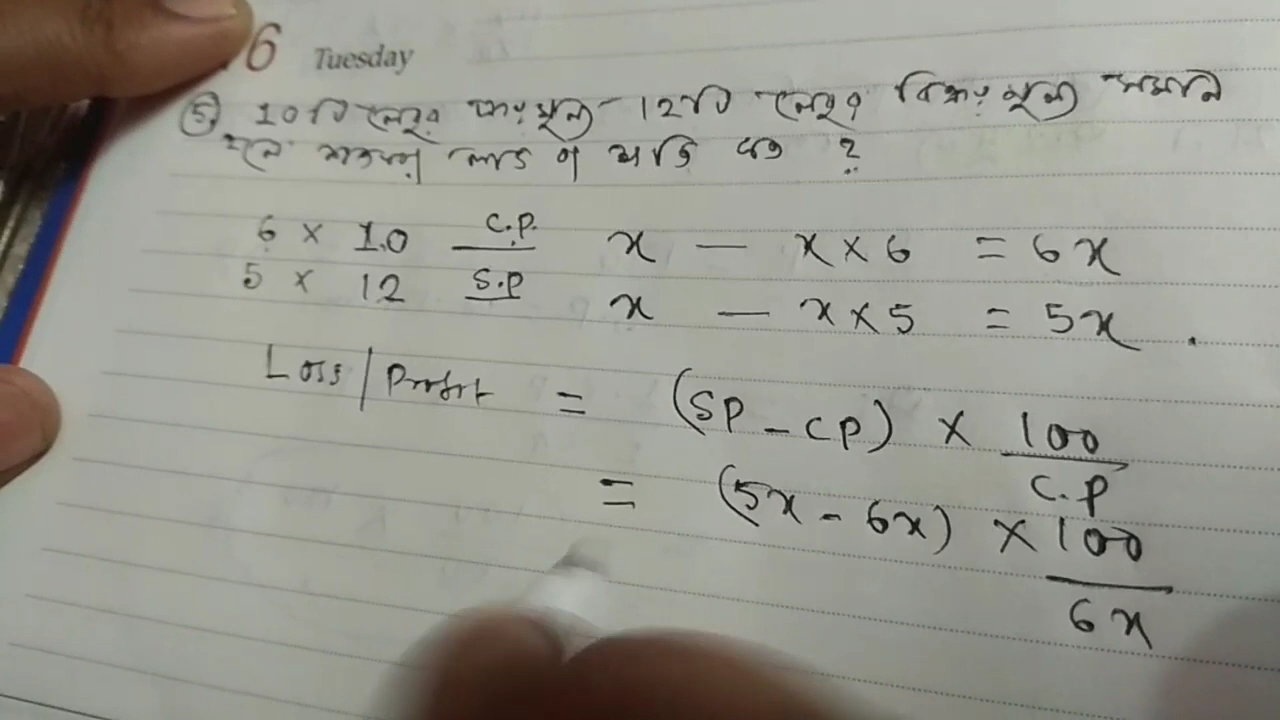 6 Tuesday
5) 10টি লেবুর ক্রয়মূল্য 12টি লেবুর বিক্রয় মূল্য সমান
হলে শতকরা লাভ বা ক্ষতি কত ?
6 × 10 C.P. x — x × 6 = 6x
5 × 12 S.P x — x × 5 = 5x .
Loss / Profit = (SP - CP) × 100
C.P
= (5x - 6x) × 100
6x